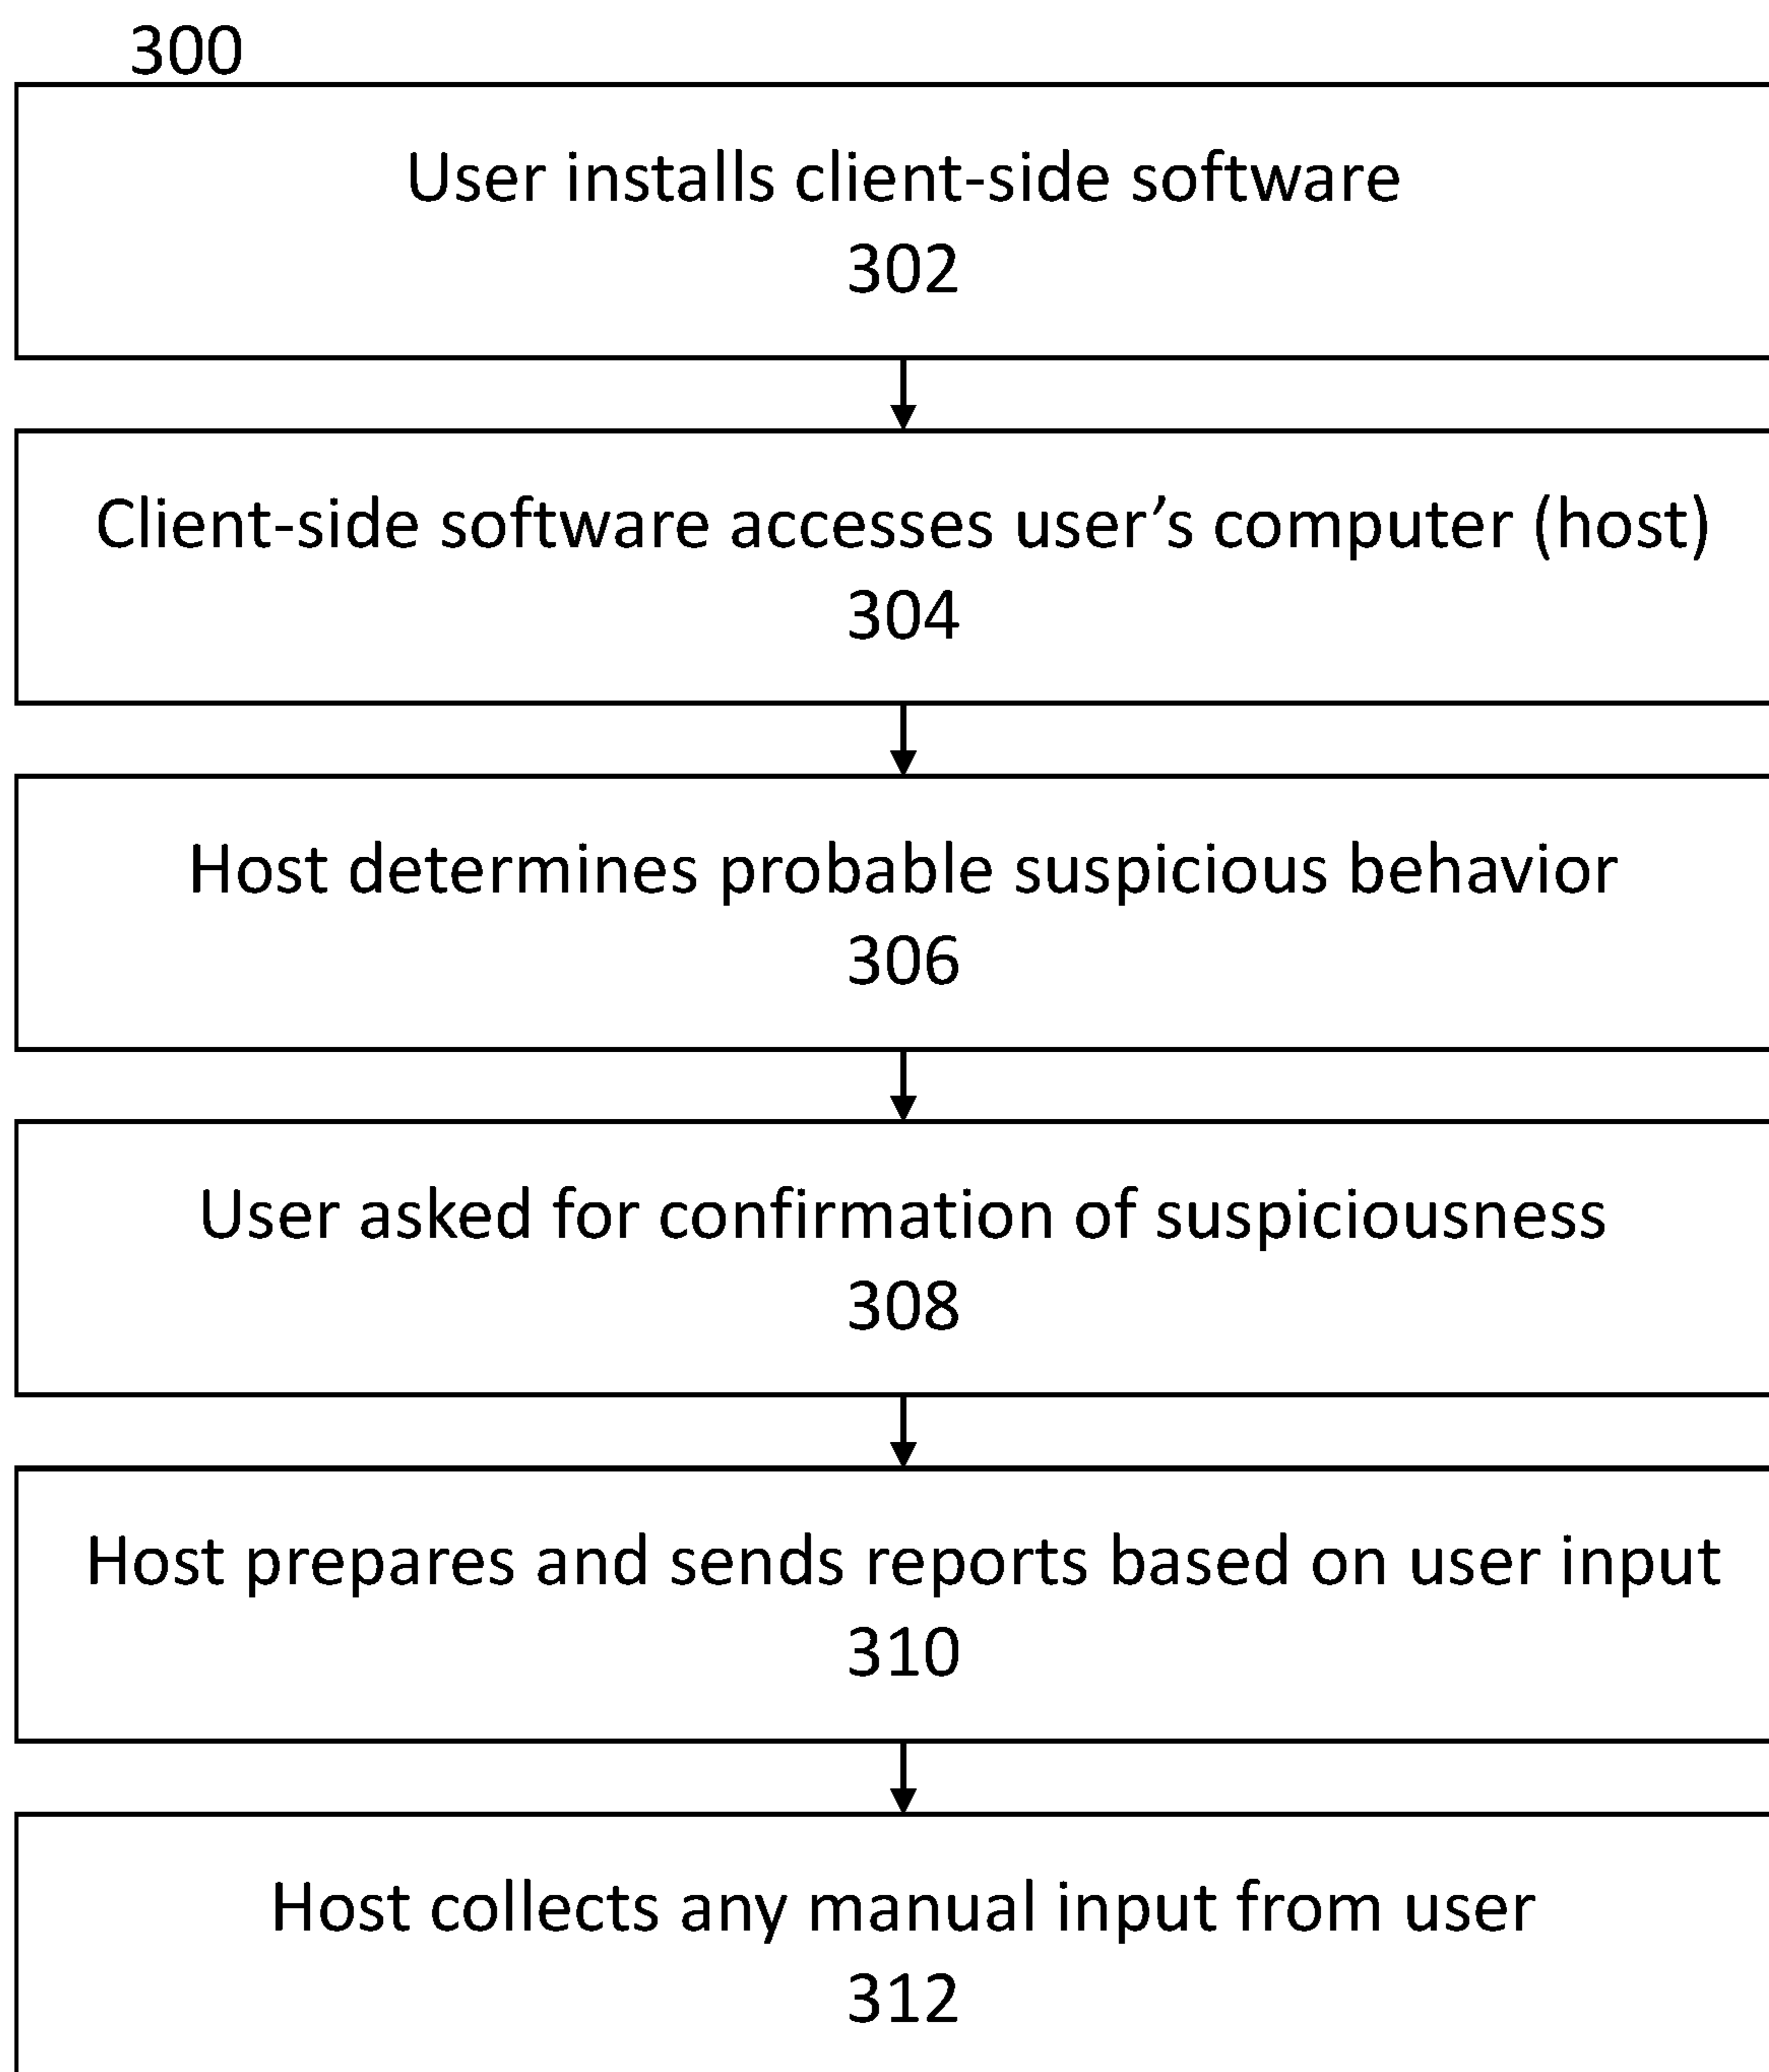 300
User installs client-side software
302
Client-side software accesses user’s computer (host)
304
Host determines probable suspicious behavior
306
User asked for confirmation of suspiciousness
308
Host prepares and sends reports based on user input
310
Host collects any manual input from user
312